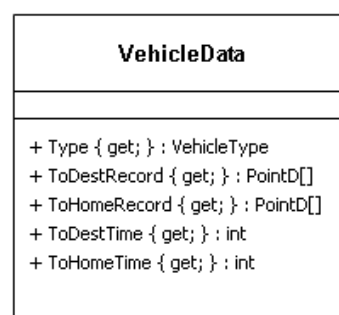 VehicleData
+ Type { get; } : VehicleType
+ ToDestRecord { get; } : PointD[]
+ ToHomeRecord { get; } : PointD[]
+ ToDestTime { get; } : int
+ ToHomeTime { get; } : int